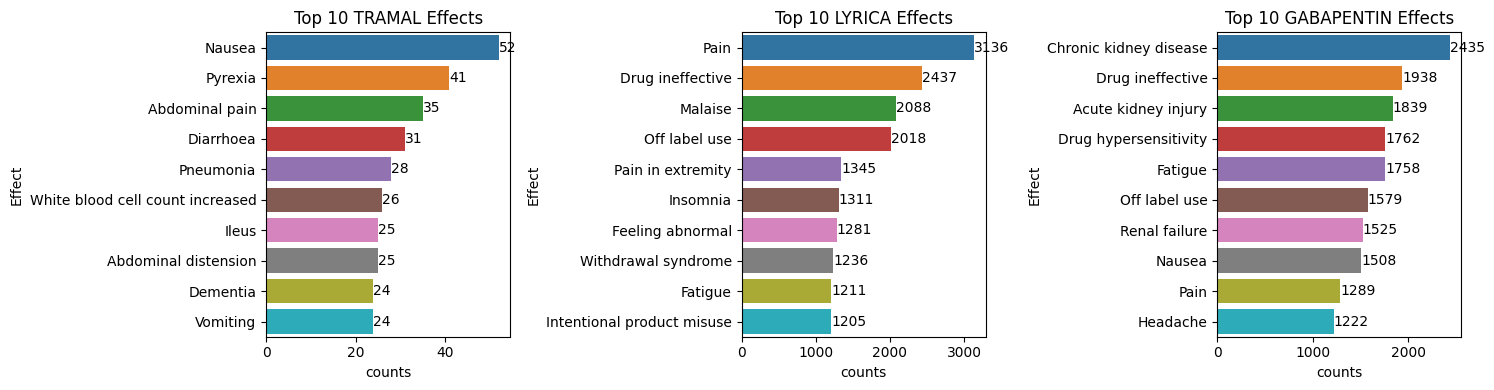 Top 10 TRAMAL Effects
Effect
Nausea 52
Pyrexia 41
Abdominal pain 35
Diarrhoea 31
Pneumonia 28
White blood cell count increased 26
Ileus 25
Abdominal distension 25
Dementia 24
Vomiting 24
0 20 40
counts
Top 10 LYRICA Effects
Effect
Pain 3136
Drug ineffective 2437
Malaise 2088
Off label use 2018
Pain in extremity 1345
Insomnia 1311
Feeling abnormal 1281
Withdrawal syndrome 1236
Fatigue 1211
Intentional product misuse 1205
0 1000 2000 3000
counts
Top 10 GABAPENTIN Effects
Effect
Chronic kidney disease 2435
Drug ineffective 1938
Acute kidney injury 1839
Drug hypersensitivity 1762
Fatigue 1758
Off label use 1579
Renal failure 1525
Nausea 1508
Pain 1289
Headache 1222
0 1000 2000
counts